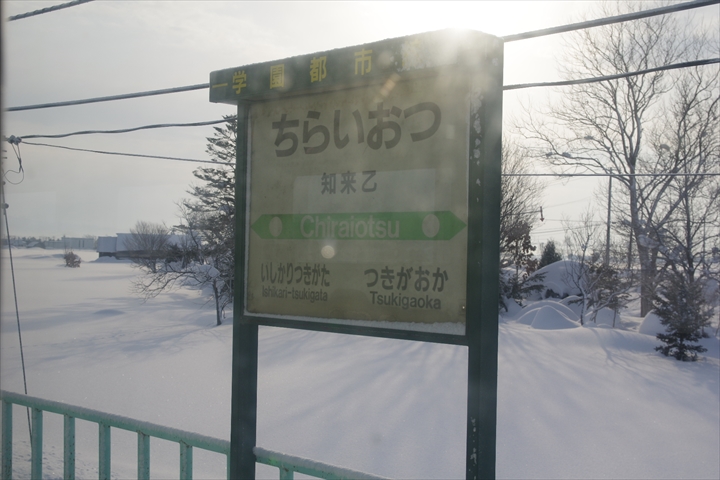 学園都市
ちらいおつ
知来乙
Chiraiotsu
いしかりつきがた つきがおか
Ishikari-Tsukigata Tsukigaoka